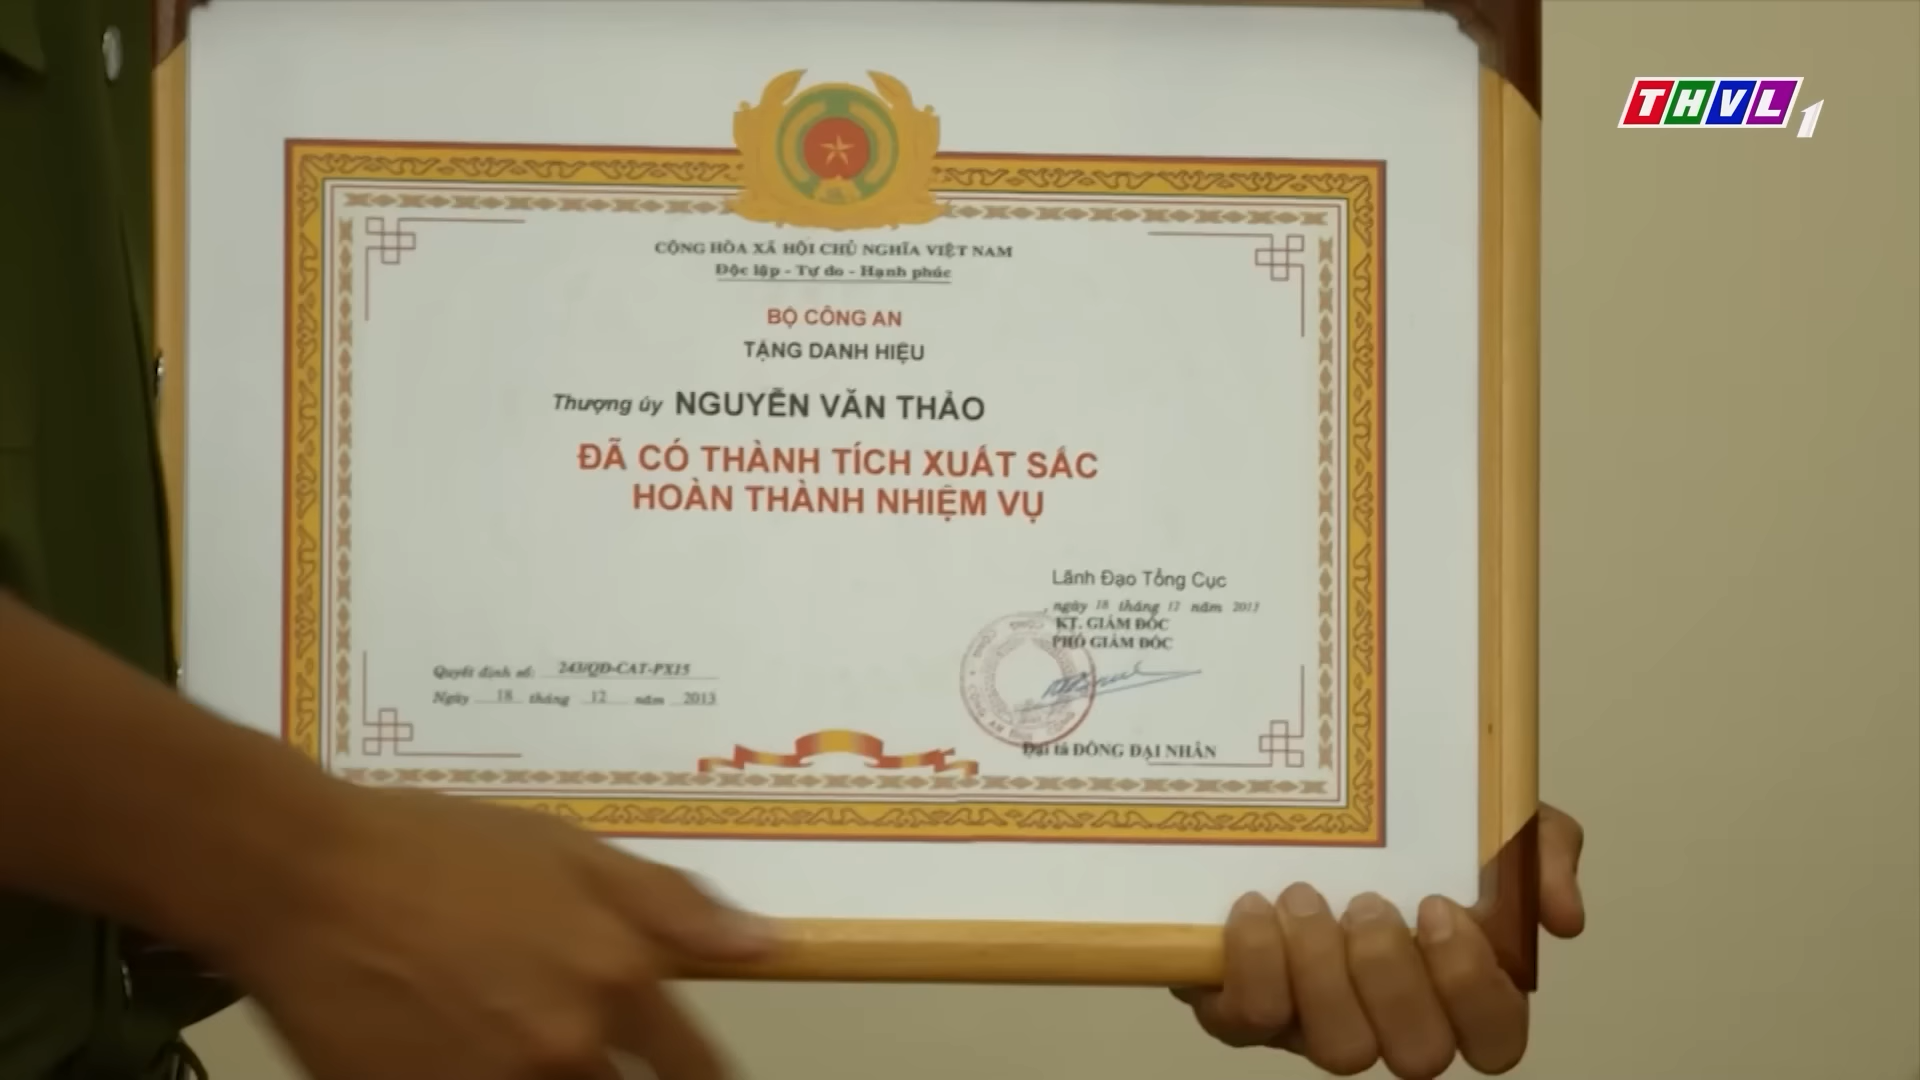 THVL1
CỘNG HÒA XÃ HỘI CHỦ NGHĨA VIỆT NAM
Độc lập - Tự do - Hạnh phúc
BỘ CÔNG AN
TẶNG DANH HIỆU
Thượng úy NGUYỄN VĂN THẢO
ĐÃ CÓ THÀNH TÍCH XUẤT SẮC
HOÀN THÀNH NHIỆM VỤ
Lãnh Đạo Tổng Cục
, ngày 18 tháng 12 năm 2013
KT. GIÁM ĐỐC
PHÓ GIÁM ĐỐC
Quyết định số: 243/QD-CAT-PX15
Ngày 18 tháng 12 năm 2013
Đại tá ĐÔNG ĐẠI NHÂN